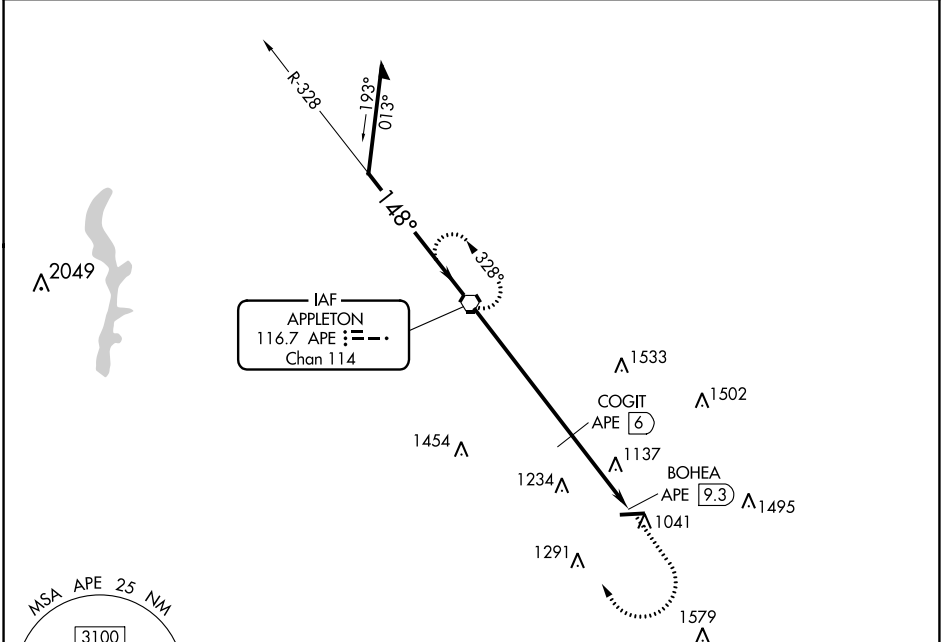 R-328
193°
013°
148°
328°
2049
IAF
APPLETON
116.7 APE
Chan 114
1533
1502
COGIT
APE 6
1454
1137
1234
BOHEA
APE 9.3
1495
1041
1291
1579
MSA APE 25 NM
3100